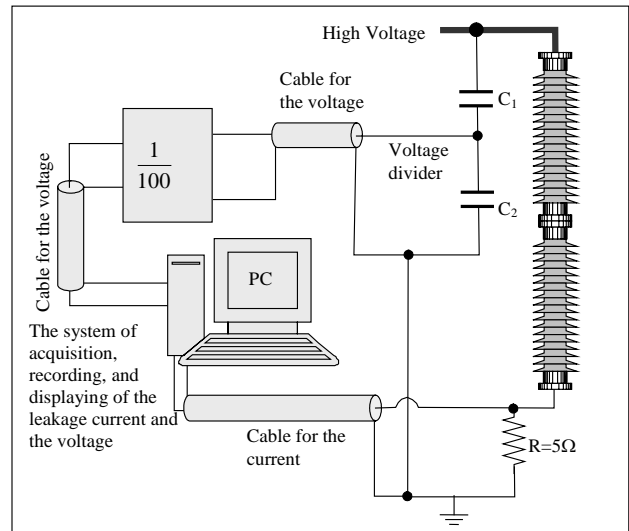 High Voltage
Cable for
the voltage
C1
1
100
Voltage
divider
C2
Cable for the voltage
PC
The system of
acquisition,
recording, and
displaying of the
leakage current and
the voltage
Cable for the
current
R=5Ω